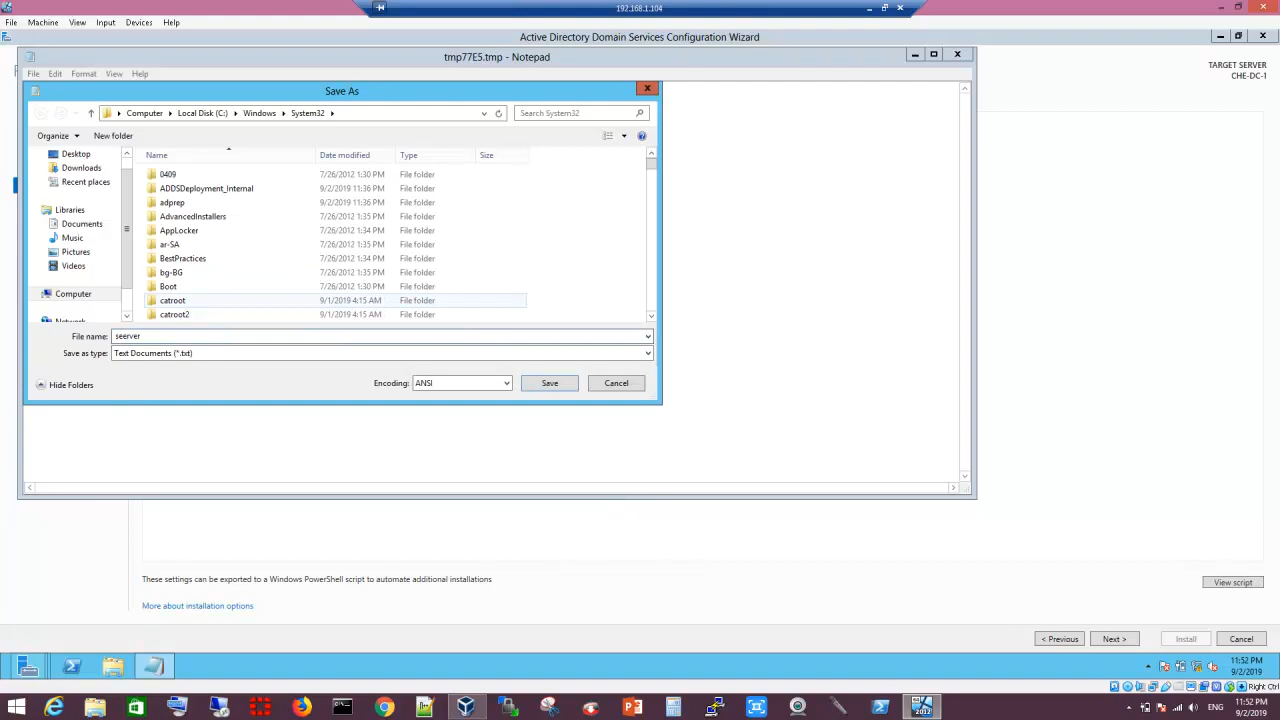 192.168.1.104
File Machine View Input Devices Help
Active Directory Domain Services Configuration Wizard
tmp77E5.tmp - Notepad
TARGET SERVER
CHE-DC-1
File Edit Format View Help
Save As
Computer Local Disk (C:) Windows System32
Search System32
Organize New folder
Name Date modified Type Size
Desktop
Downloads
Recent places
Libraries
Documents
Music
Pictures
Videos
Computer
Network
0409 7/26/2012 1:30 PM File folder
ADDSDeployment_Internal 9/2/2019 11:36 PM File folder
adprep 9/2/2019 11:36 PM File folder
AdvancedInstallers 7/26/2012 1:35 PM File folder
AppLocker 7/26/2012 1:34 PM File folder
ar-SA 7/26/2012 1:35 PM File folder
BestPractices 7/26/2012 1:34 PM File folder
bg-BG 7/26/2012 1:35 PM File folder
Boot 7/26/2012 1:30 PM File folder
catroot 9/1/2019 4:15 AM File folder
catroot2 9/1/2019 4:15 AM File folder
File name: seerver
Save as type: Text Documents (*.txt)
Hide Folders
Encoding: ANSI
Save
Cancel
These settings can be exported to a Windows PowerShell script to automate additional installations
View script
More about installation options
< Previous Next > Install Cancel
11:52 PM
9/2/2019
Right Ctrl
2012
ENG
11:52 PM
9/2/2019